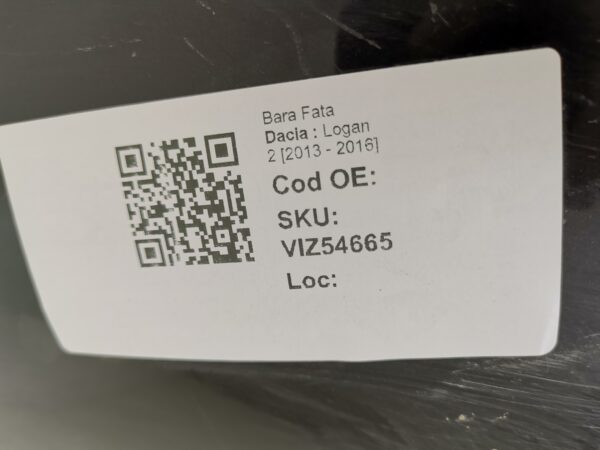 Bara Fata
Dacia : Logan
2 [2013 - 2016]
Cod OE:
SKU:
VIZ54665
Loc: